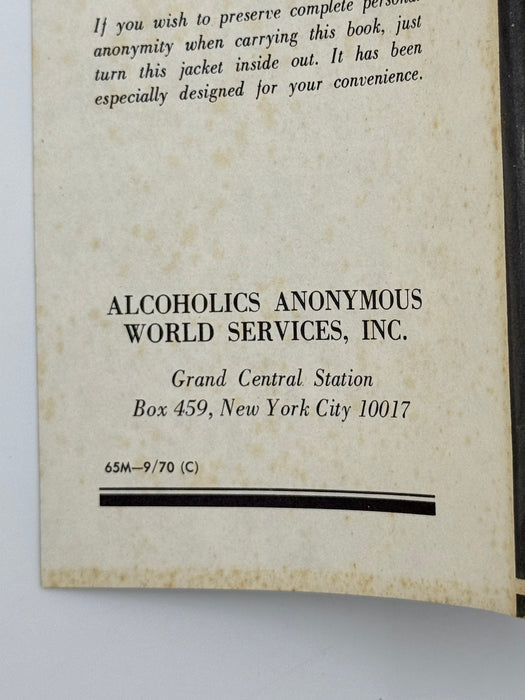 If you wish to preserve complete
anonymity when carrying this book, just
turn this jacket inside out. It has been
especially designed for your convenience.
ALCOHOLICS ANONYMOUS
WORLD SERVICES, INC.
Grand Central Station
Box 459, New York City 10017
65M—9/70 (C)